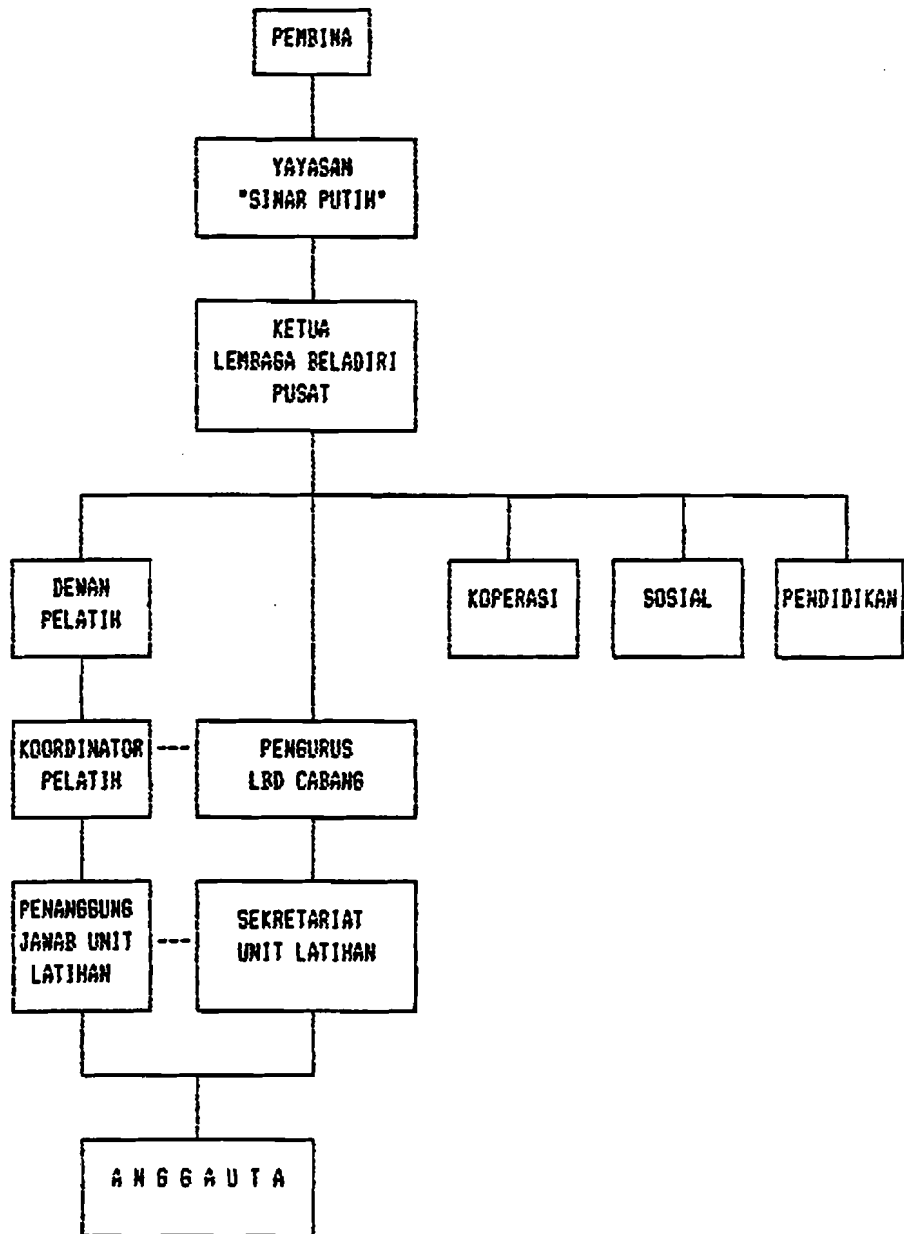 PEMBINA
YAYASAN
"SINAR PUTIH"
KETUA
LEMBAGA BELADIRI
PUSAT
DEWAN
PELATIH
KOPERASI
SOSIAL
PENDIDIKAN
KOORDINATOR
PELATIH
PENGURUS
LBD CABANG
PENANGGUNG
JAWAB UNIT
LATIHAN
SEKRETARIAT
UNIT LATIHAN
A N G G A U T A